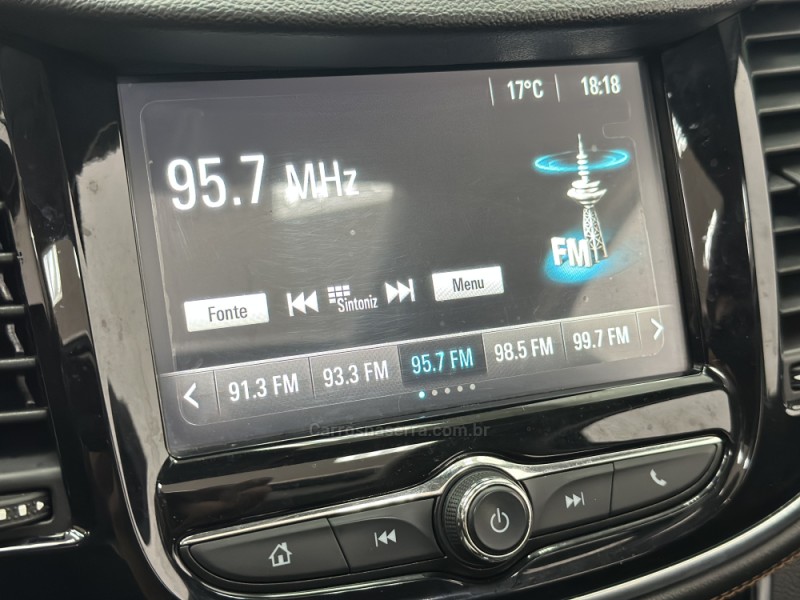 17°C 18:18
95.7 MHz
FM
Fonte Sintoniz Menu
91.3 FM 93.3 FM 95.7 FM 98.5 FM 99.7 FM
Carrosnaserra.com.br